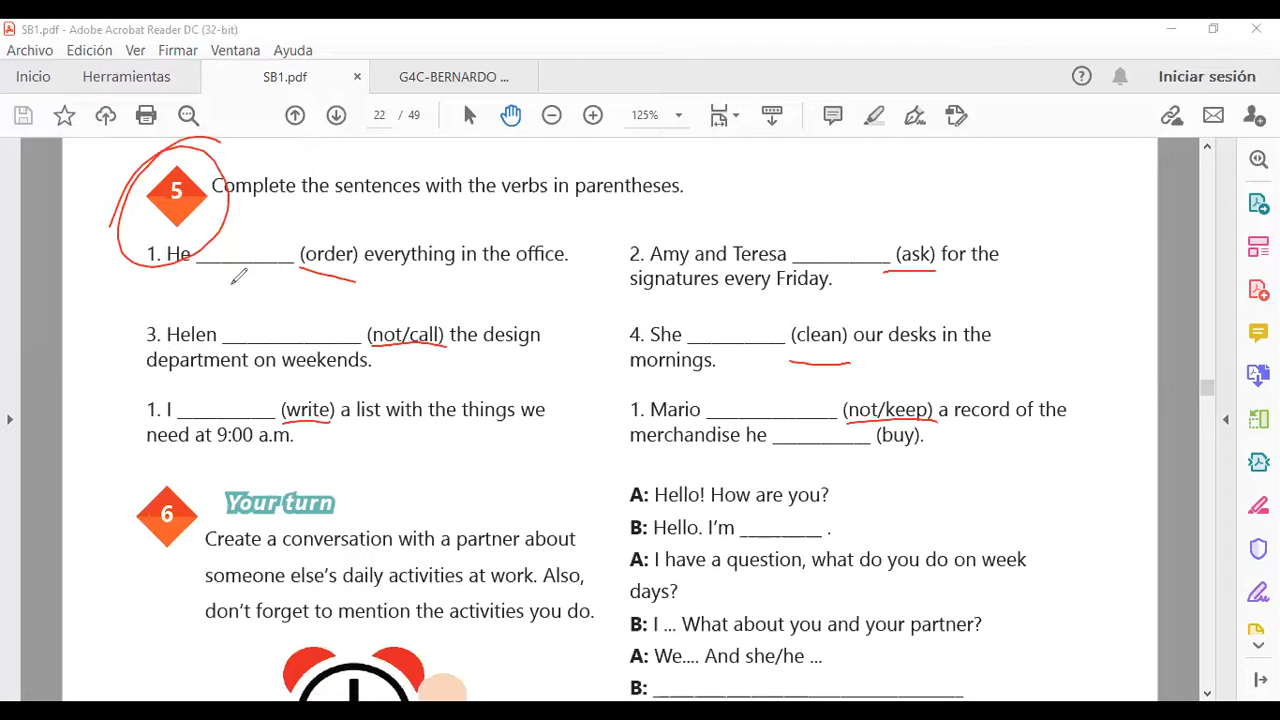 SB1.pdf - Adobe Acrobat Reader DC (32-bit)
Archivo Edición Ver Firmar Ventana Ayuda
Inicio Herramientas SB1.pdf × G4C-BERNARDO ... Iniciar sesión
22 / 49 125%
5 Complete the sentences with the verbs in parentheses.
1. He __________ (order) everything in the office.
2. Amy and Teresa __________ (ask) for the
signatures every Friday.
3. Helen ______________ (not/call) the design
department on weekends.
4. She __________ (clean) our desks in the
mornings.
1. I __________ (write) a list with the things we
need at 9:00 a.m.
1. Mario _____________ (not/keep) a record of the
merchandise he __________ (buy).
6 Your turn
Create a conversation with a partner about
someone else's daily activities at work. Also,
don't forget to mention the activities you do.
A: Hello! How are you?
B: Hello. I'm _________ .
A: I have a question, what do you do on week
days?
B: I ... What about you and your partner?
A: We.... And she/he ...
B: __________________________________